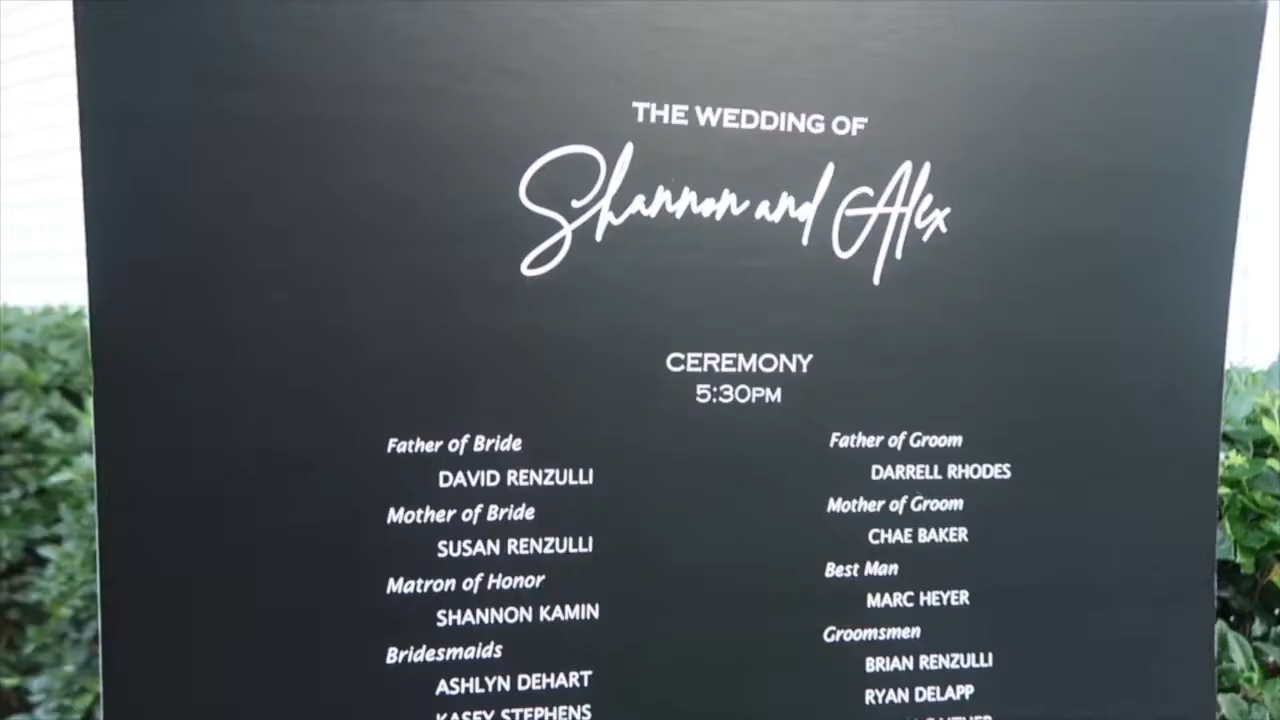 THE WEDDING OF
Shannon and Alex
CEREMONY
5:30PM
Father of Bride
DAVID RENZULLI
Mother of Bride
SUSAN RENZULLI
Matron of Honor
SHANNON KAMIN
Bridesmaids
ASHLYN DEHART
KASEY STEPHENS
Father of Groom
DARRELL RHODES
Mother of Groom
CHAE BAKER
Best Man
MARC HEYER
Groomsmen
BRIAN RENZULLI
RYAN DELAPP